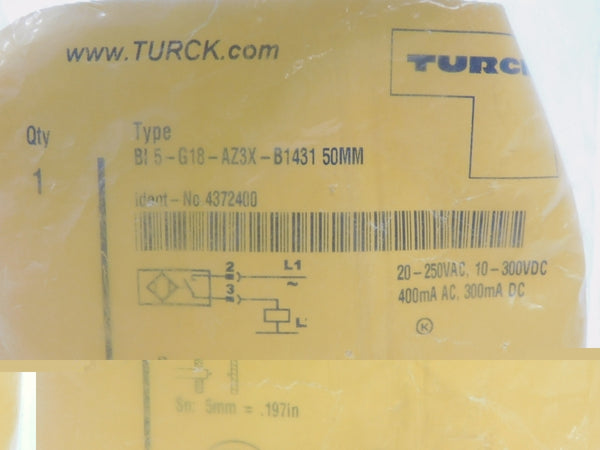 www.TURCK.com
TURCK
Qty
1
Type
BI 5-G18-AZ3X-B1431 50MM
Ident-No 4372400
2
L1
~
3
L
20-250VAC, 10-300VDC
400mA AC, 300mA DC
K
Sn: 5mm = .197in